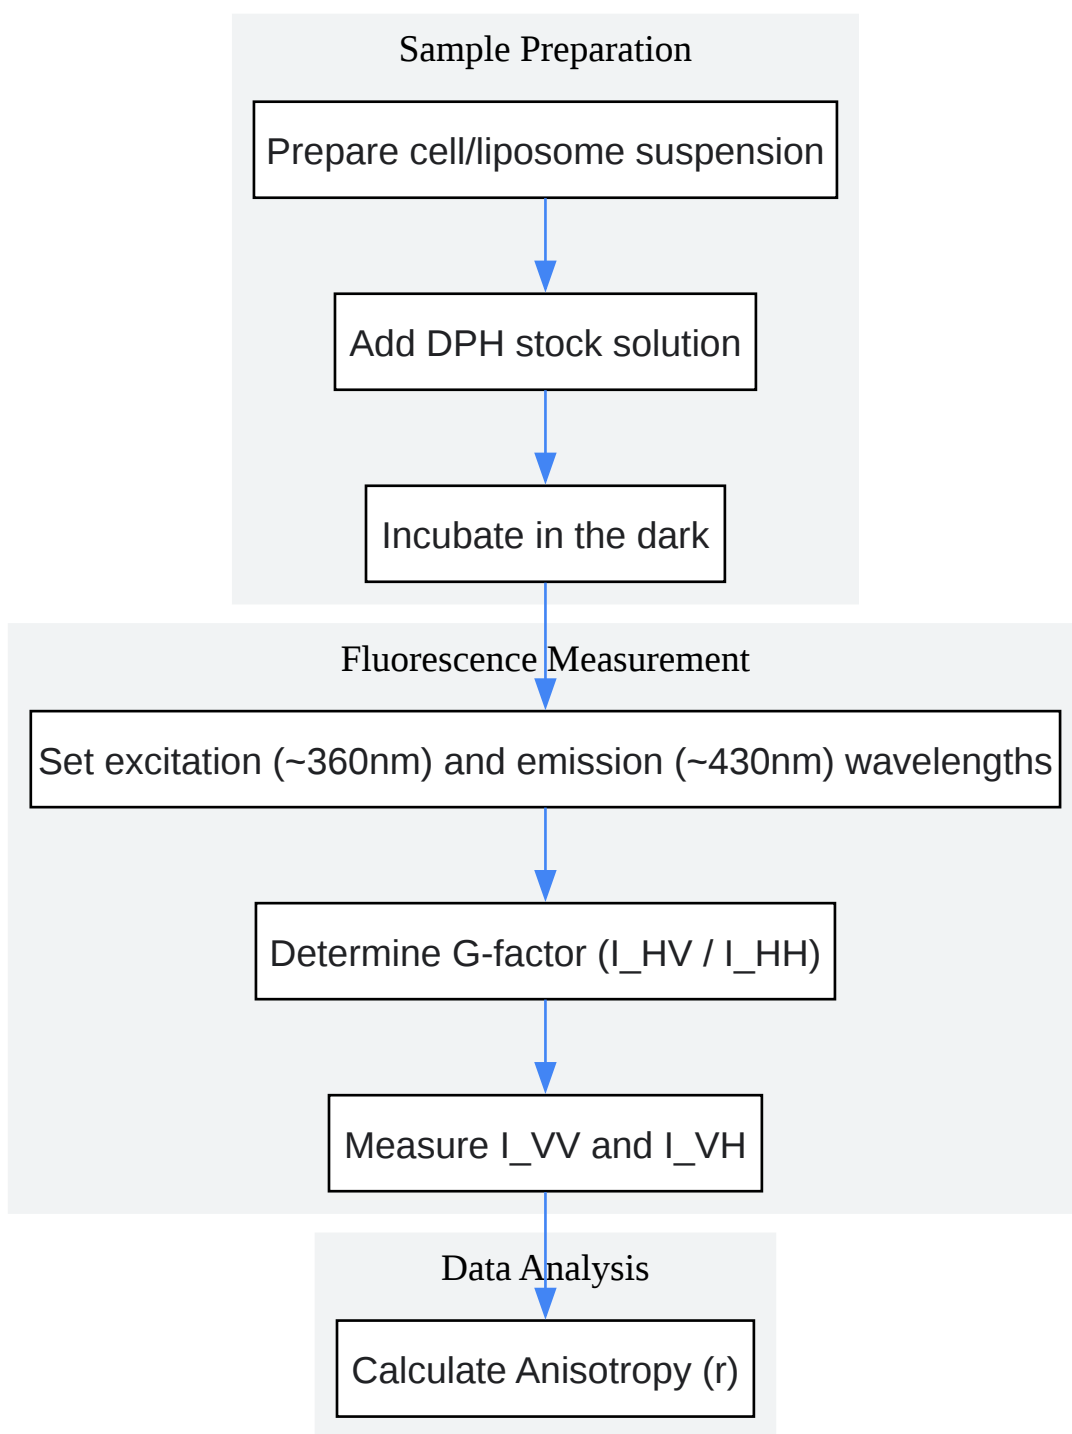 Sample Preparation
Prepare cell/liposome suspension
Add DPH stock solution
Incubate in the dark
Fluorescence Measurement
Set excitation (~360nm) and emission (~430nm) wavelengths
Determine G-factor (I_HV / I_HH)
Measure I_VV and I_VH
Data Analysis
Calculate Anisotropy (r)